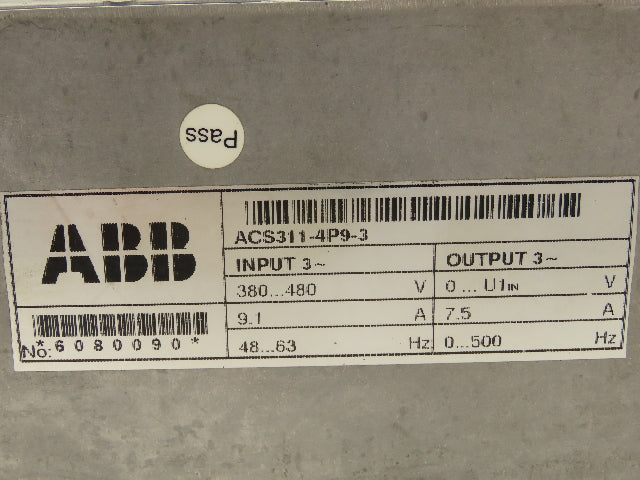 Pass
ABB
ACS311-4P9-3
INPUT 3~ OUTPUT 3~
380...480 V 0 ... U1IN V
9.1 A 7.5 A
48...63 Hz 0...500 Hz
No: *6080090*